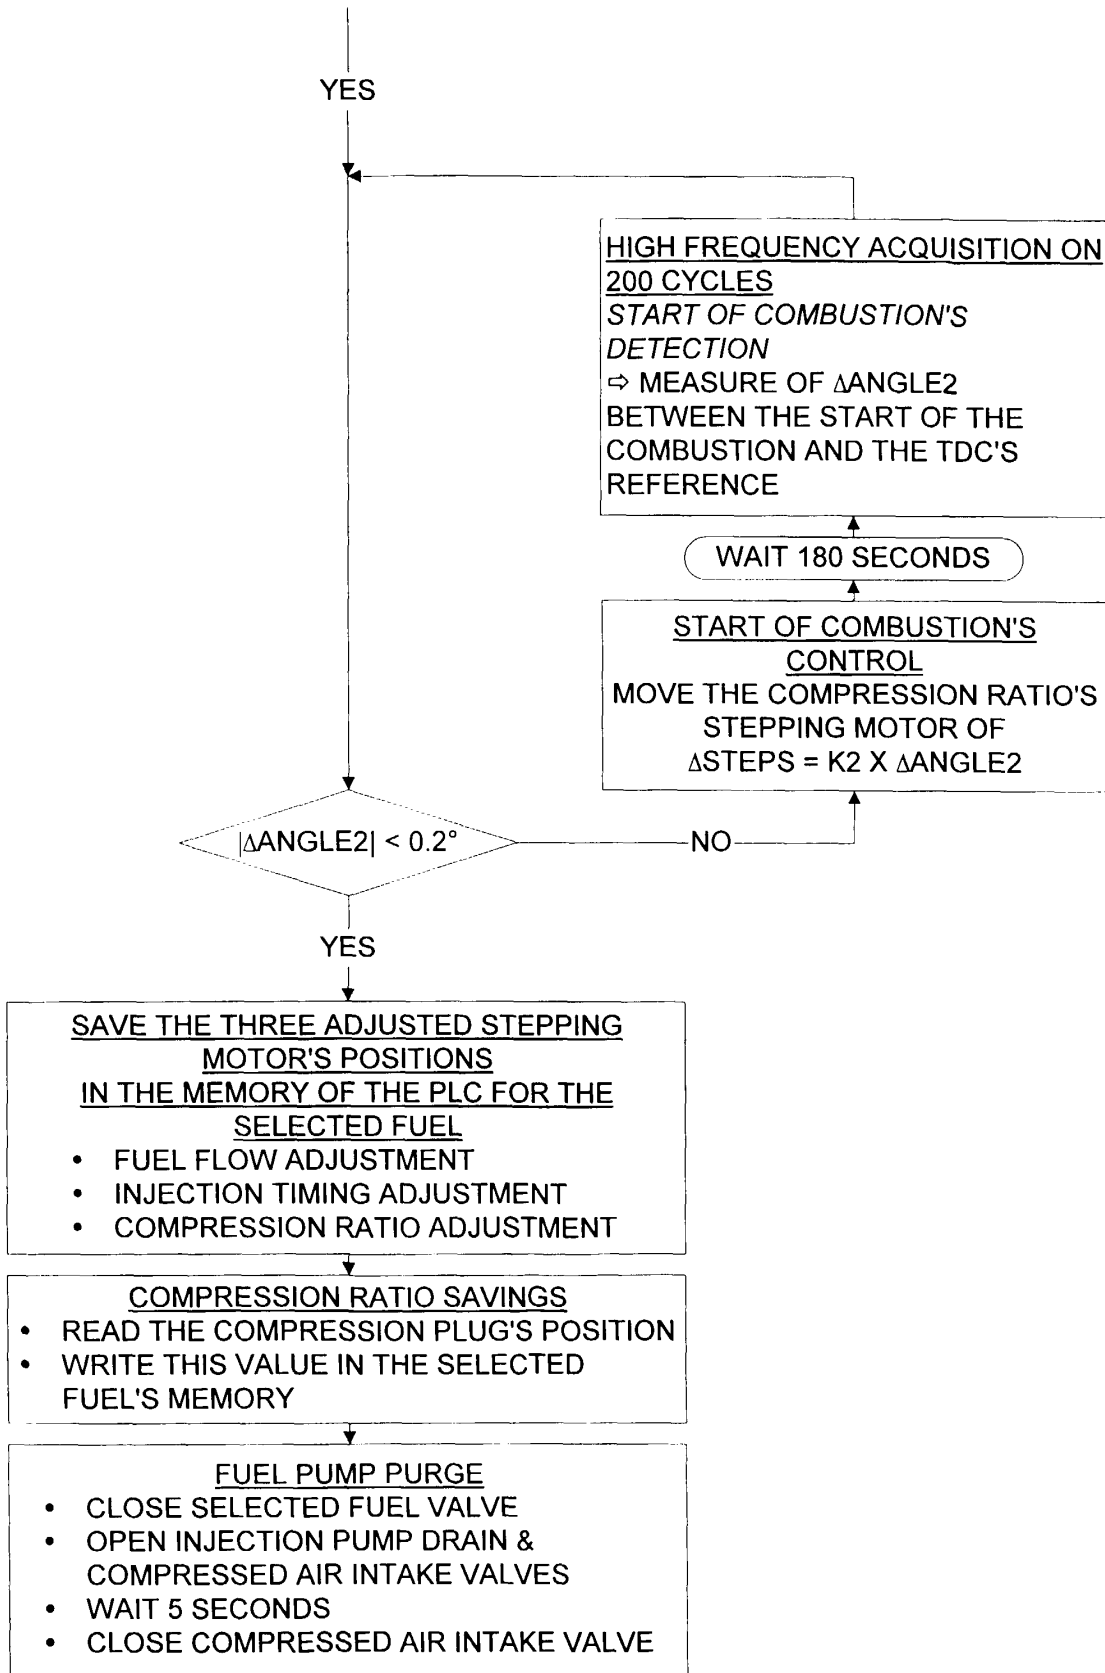 YES
HIGH FREQUENCY ACQUISITION ON
200 CYCLES
START OF COMBUSTION'S
DETECTION
⇨ MEASURE OF ΔANGLE2
BETWEEN THE START OF THE
COMBUSTION AND THE TDC'S
REFERENCE
WAIT 180 SECONDS
START OF COMBUSTION'S
CONTROL
MOVE THE COMPRESSION RATIO'S
STEPPING MOTOR OF
ΔSTEPS = K2 X ΔANGLE2
|ΔANGLE2| < 0.2°
NO
YES
SAVE THE THREE ADJUSTED STEPPING
MOTOR'S POSITIONS
IN THE MEMORY OF THE PLC FOR THE
SELECTED FUEL
• FUEL FLOW ADJUSTMENT
• INJECTION TIMING ADJUSTMENT
• COMPRESSION RATIO ADJUSTMENT
COMPRESSION RATIO SAVINGS
• READ THE COMPRESSION PLUG'S POSITION
• WRITE THIS VALUE IN THE SELECTED
FUEL'S MEMORY
FUEL PUMP PURGE
• CLOSE SELECTED FUEL VALVE
• OPEN INJECTION PUMP DRAIN &
COMPRESSED AIR INTAKE VALVES
• WAIT 5 SECONDS
• CLOSE COMPRESSED AIR INTAKE VALVE